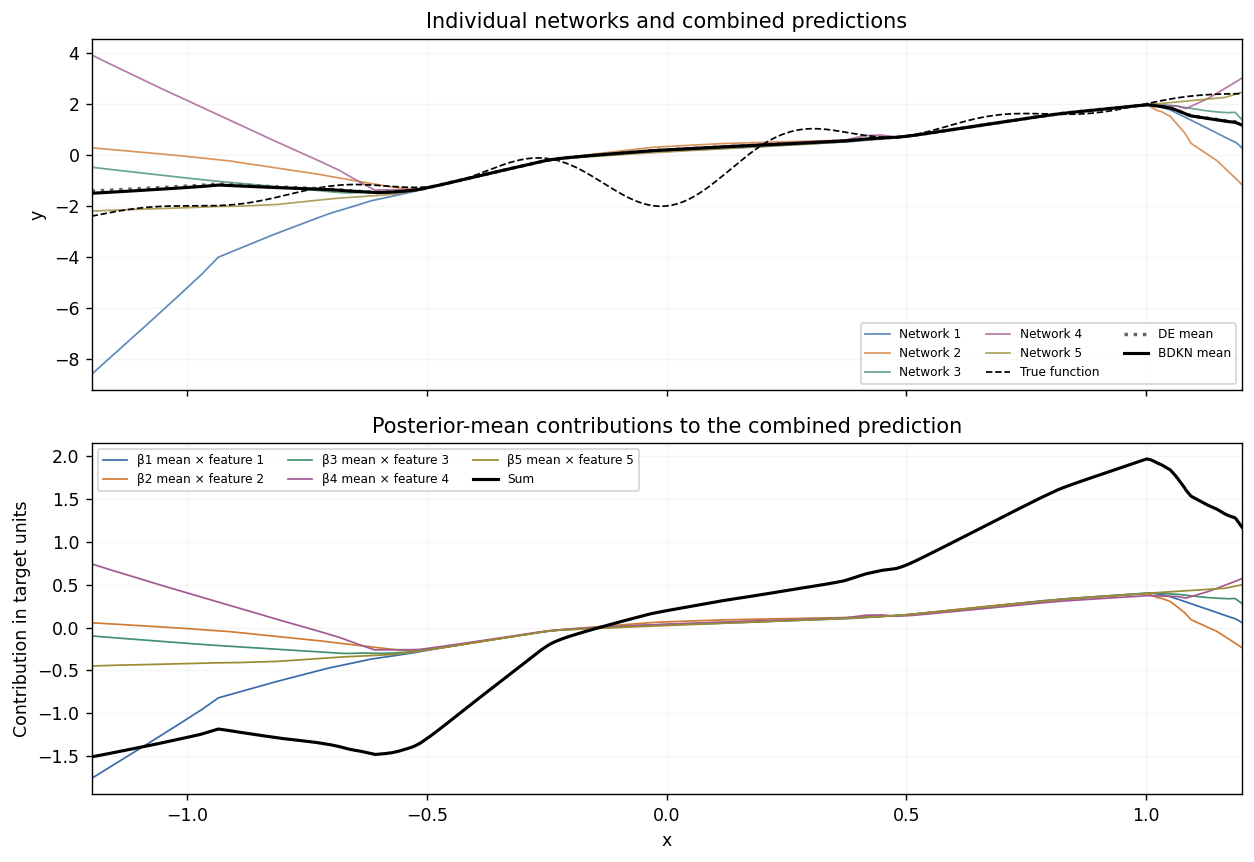 Individual networks and combined predictions
4
2
0
−2
−4
−6
−8
y
Network 1
Network 2
Network 3
Network 4
Network 5
True function
DE mean
BDKN mean
Posterior-mean contributions to the combined prediction
2.0
1.5
1.0
0.5
0.0
−0.5
−1.0
−1.5
Contribution in target units
β1 mean × feature 1
β2 mean × feature 2
β3 mean × feature 3
β4 mean × feature 4
β5 mean × feature 5
Sum
−1.0 −0.5 0.0 0.5 1.0
x